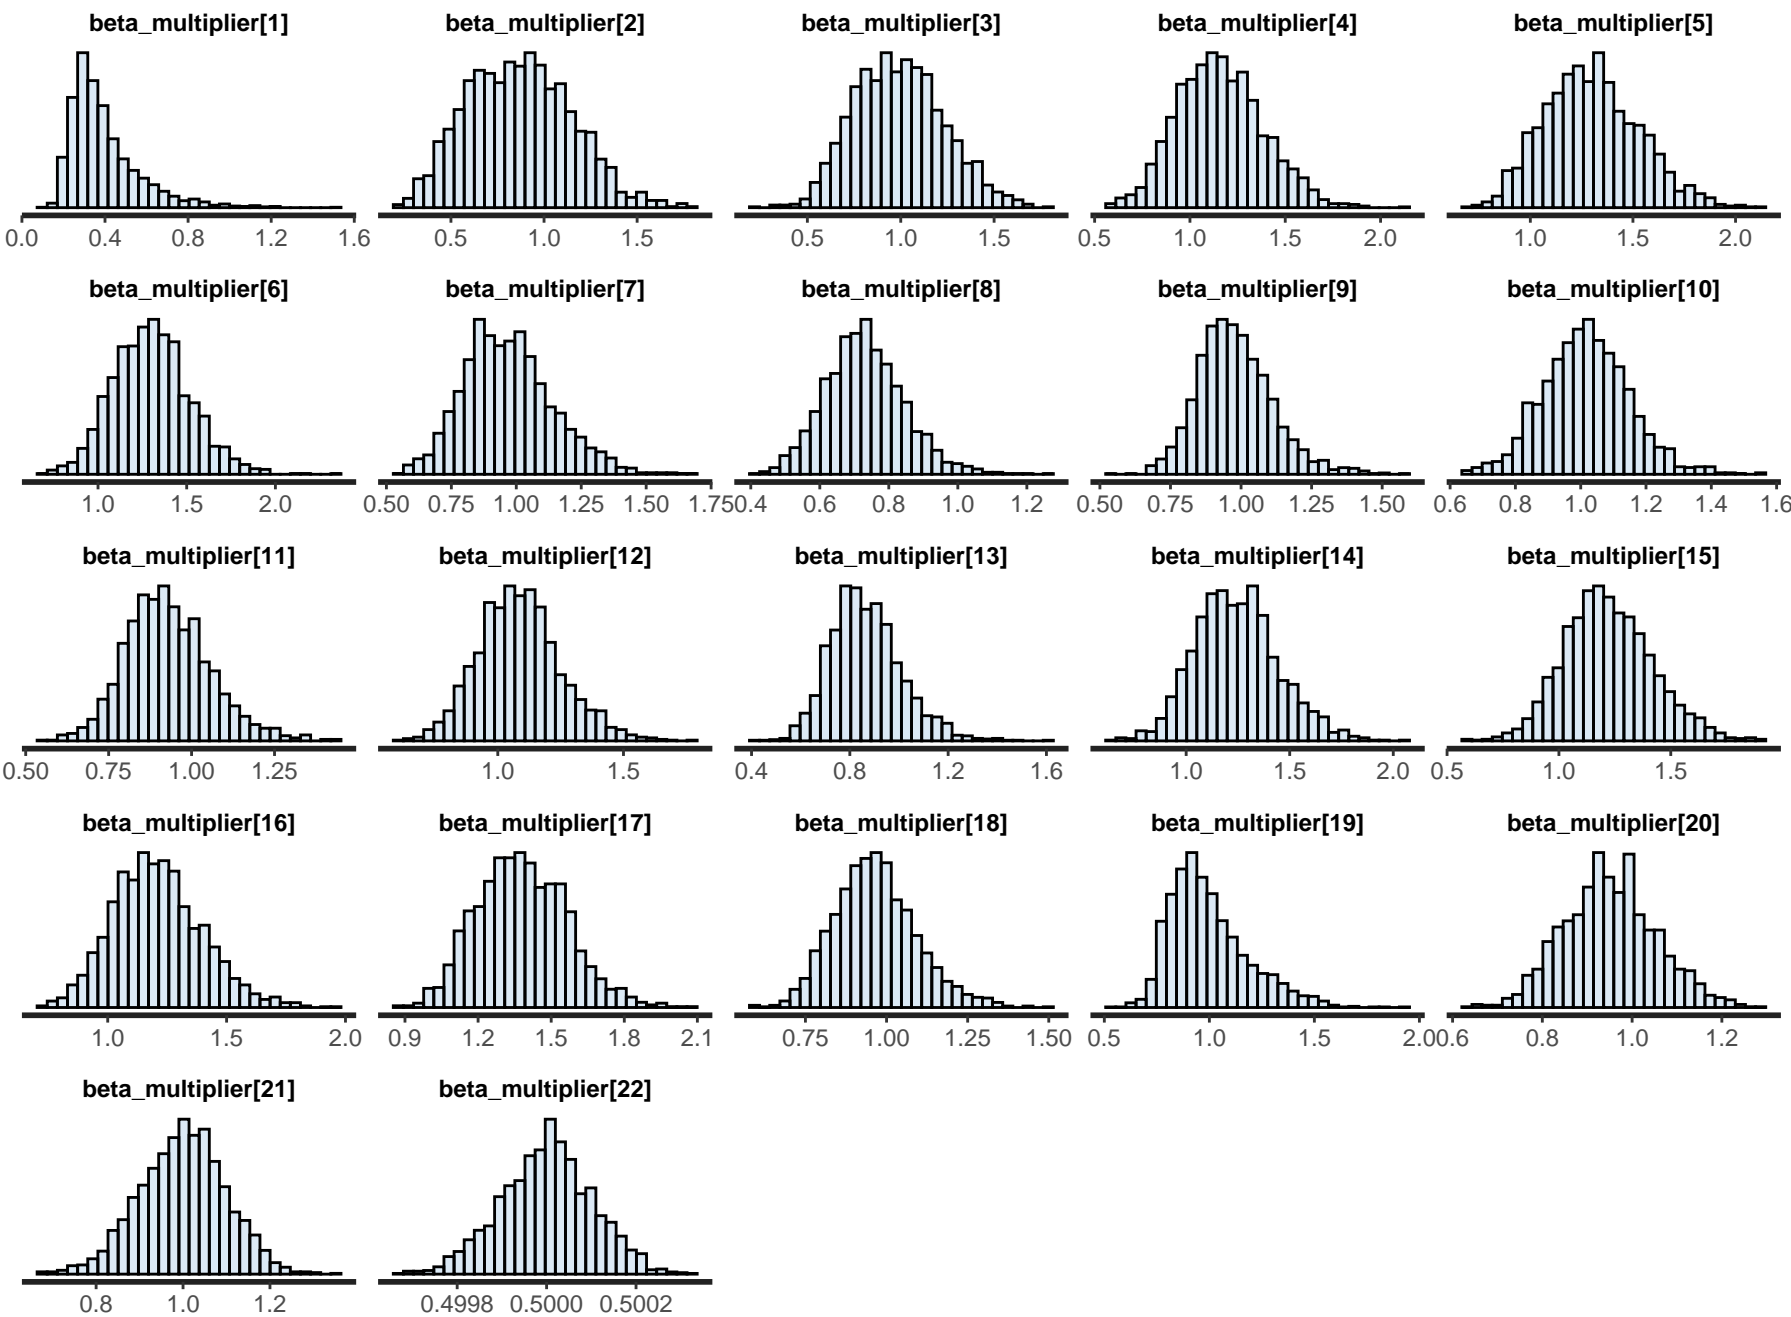 beta_multiplier[1] beta_multiplier[2] beta_multiplier[3] beta_multiplier[4] beta_multiplier[5]
0.0 0.4 0.8 1.2 1.6 0.5 1.0 1.5 0.5 1.0 1.5 0.5 1.0 1.5 2.0 1.0 1.5 2.0
beta_multiplier[6] beta_multiplier[7] beta_multiplier[8] beta_multiplier[9] beta_multiplier[10]
1.0 1.5 2.0 0.50 0.75 1.00 1.25 1.50 1.75 0.4 0.6 0.8 1.0 1.2 0.50 0.75 1.00 1.25 1.50 0.6 0.8 1.0 1.2 1.4 1.6
beta_multiplier[11] beta_multiplier[12] beta_multiplier[13] beta_multiplier[14] beta_multiplier[15]
0.50 0.75 1.00 1.25 1.0 1.5 0.4 0.8 1.2 1.6 1.0 1.5 2.0 0.5 1.0 1.5
beta_multiplier[16] beta_multiplier[17] beta_multiplier[18] beta_multiplier[19] beta_multiplier[20]
1.0 1.5 2.0 0.9 1.2 1.5 1.8 2.1 0.75 1.00 1.25 1.50 0.5 1.0 1.5 2.0 0.6 0.8 1.0 1.2
beta_multiplier[21] beta_multiplier[22]
0.8 1.0 1.2 0.4998 0.5000 0.5002